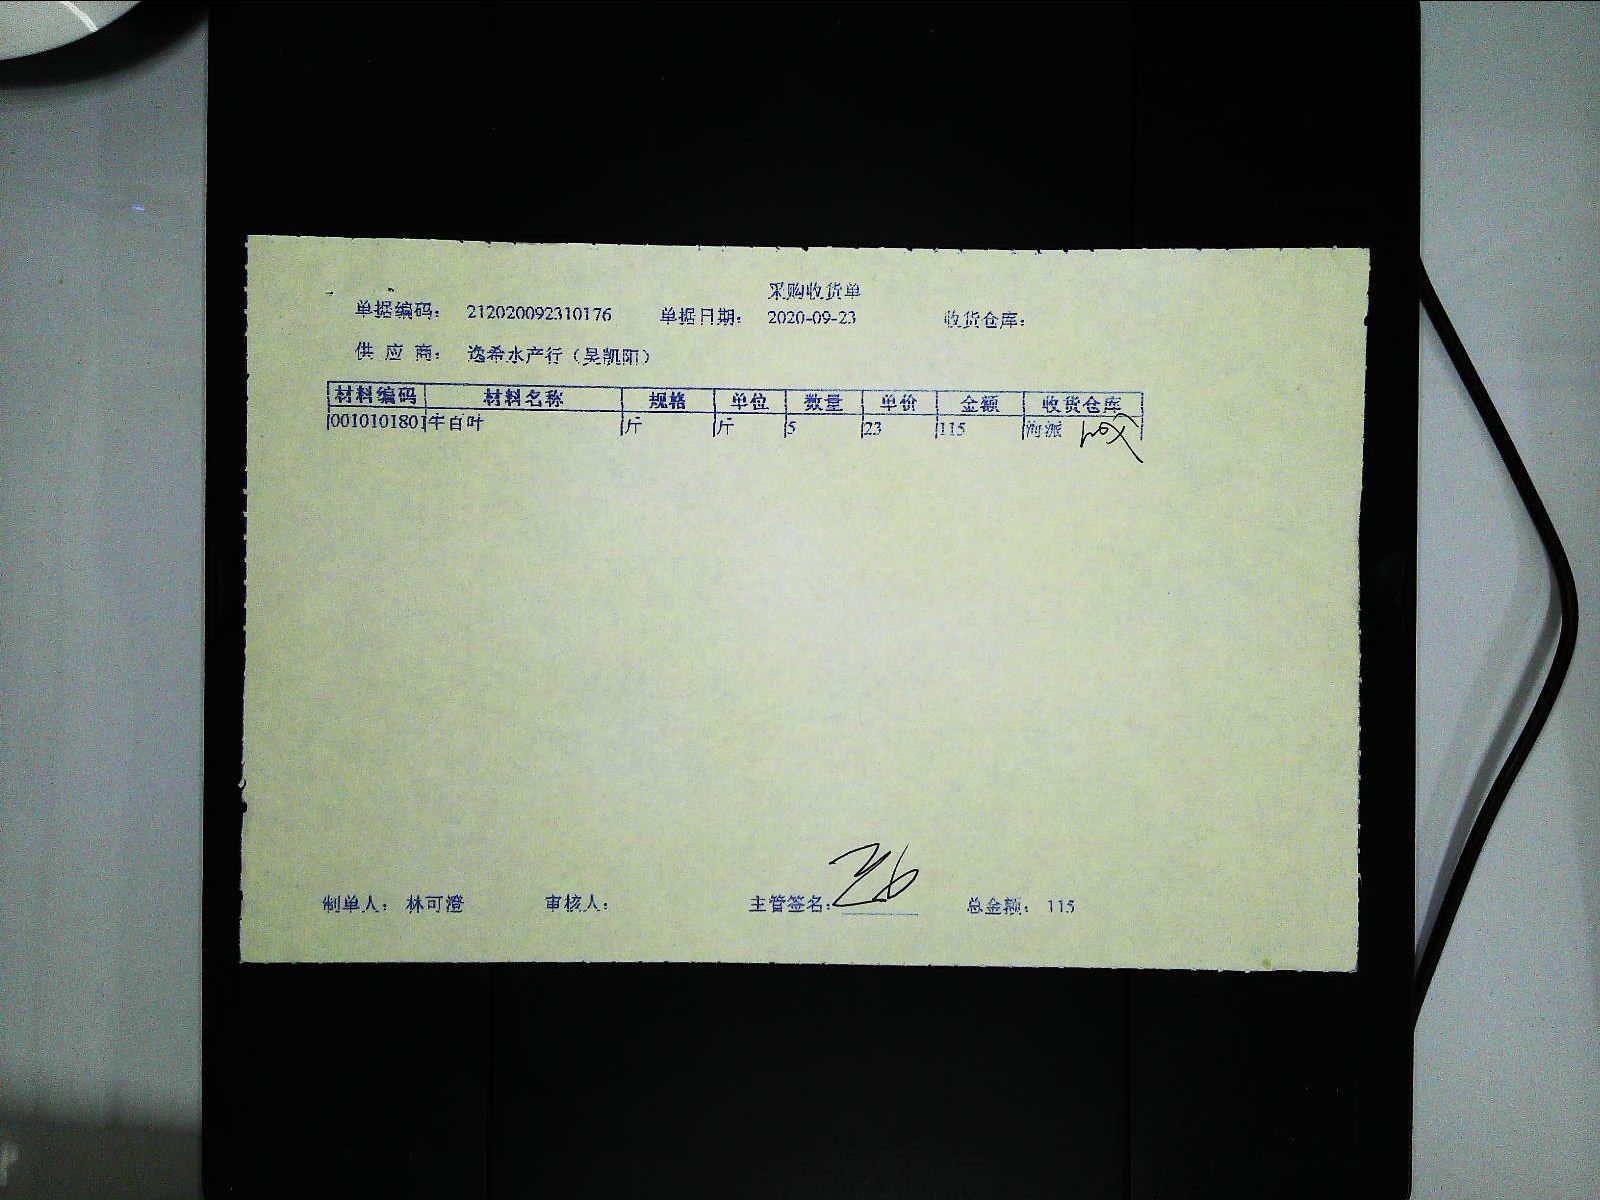 采购收货单
单据编码： 212020092310176 单据日期： 2020-09-23 收货仓库：
供 应 商： 逸希水产行（吴凯阳）
材料编码 材料名称 规格 单位 数量 单价 金额 收货仓库
0010101801 牛百叶 斤 斤 5 23 115 海派
制单人： 林可澄 审核人： 主管签名： 总金额： 115